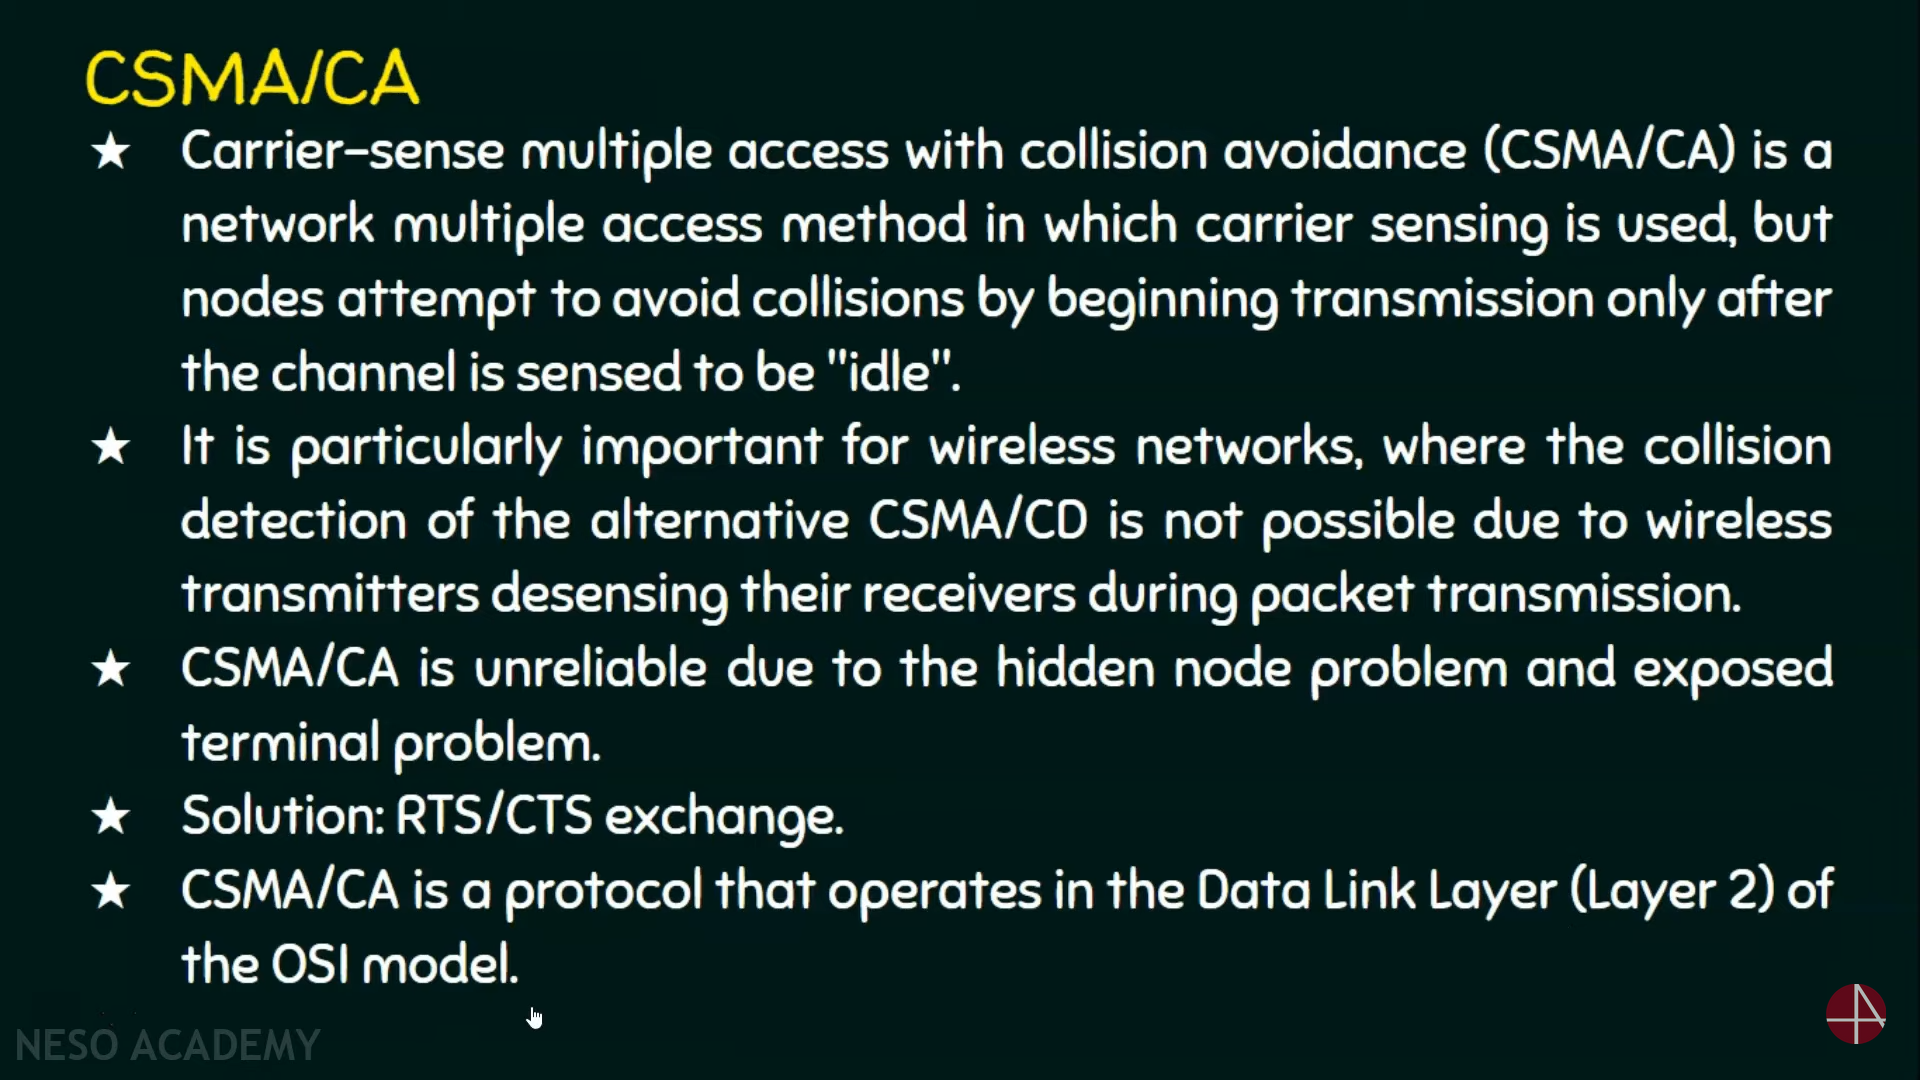 CSMA/CA
★ Carrier-sense multiple access with collision avoidance (CSMA/CA) is a
network multiple access method in which carrier sensing is used, but
nodes attempt to avoid collisions by beginning transmission only after
the channel is sensed to be "idle".
★ It is particularly important for wireless networks, where the collision
detection of the alternative CSMA/CD is not possible due to wireless
transmitters desensing their receivers during packet transmission.
★ CSMA/CA is unreliable due to the hidden node problem and exposed
terminal problem.
★ Solution: RTS/CTS exchange.
★ CSMA/CA is a protocol that operates in the Data Link Layer (Layer 2) of
the OSI model.
NESO ACADEMY